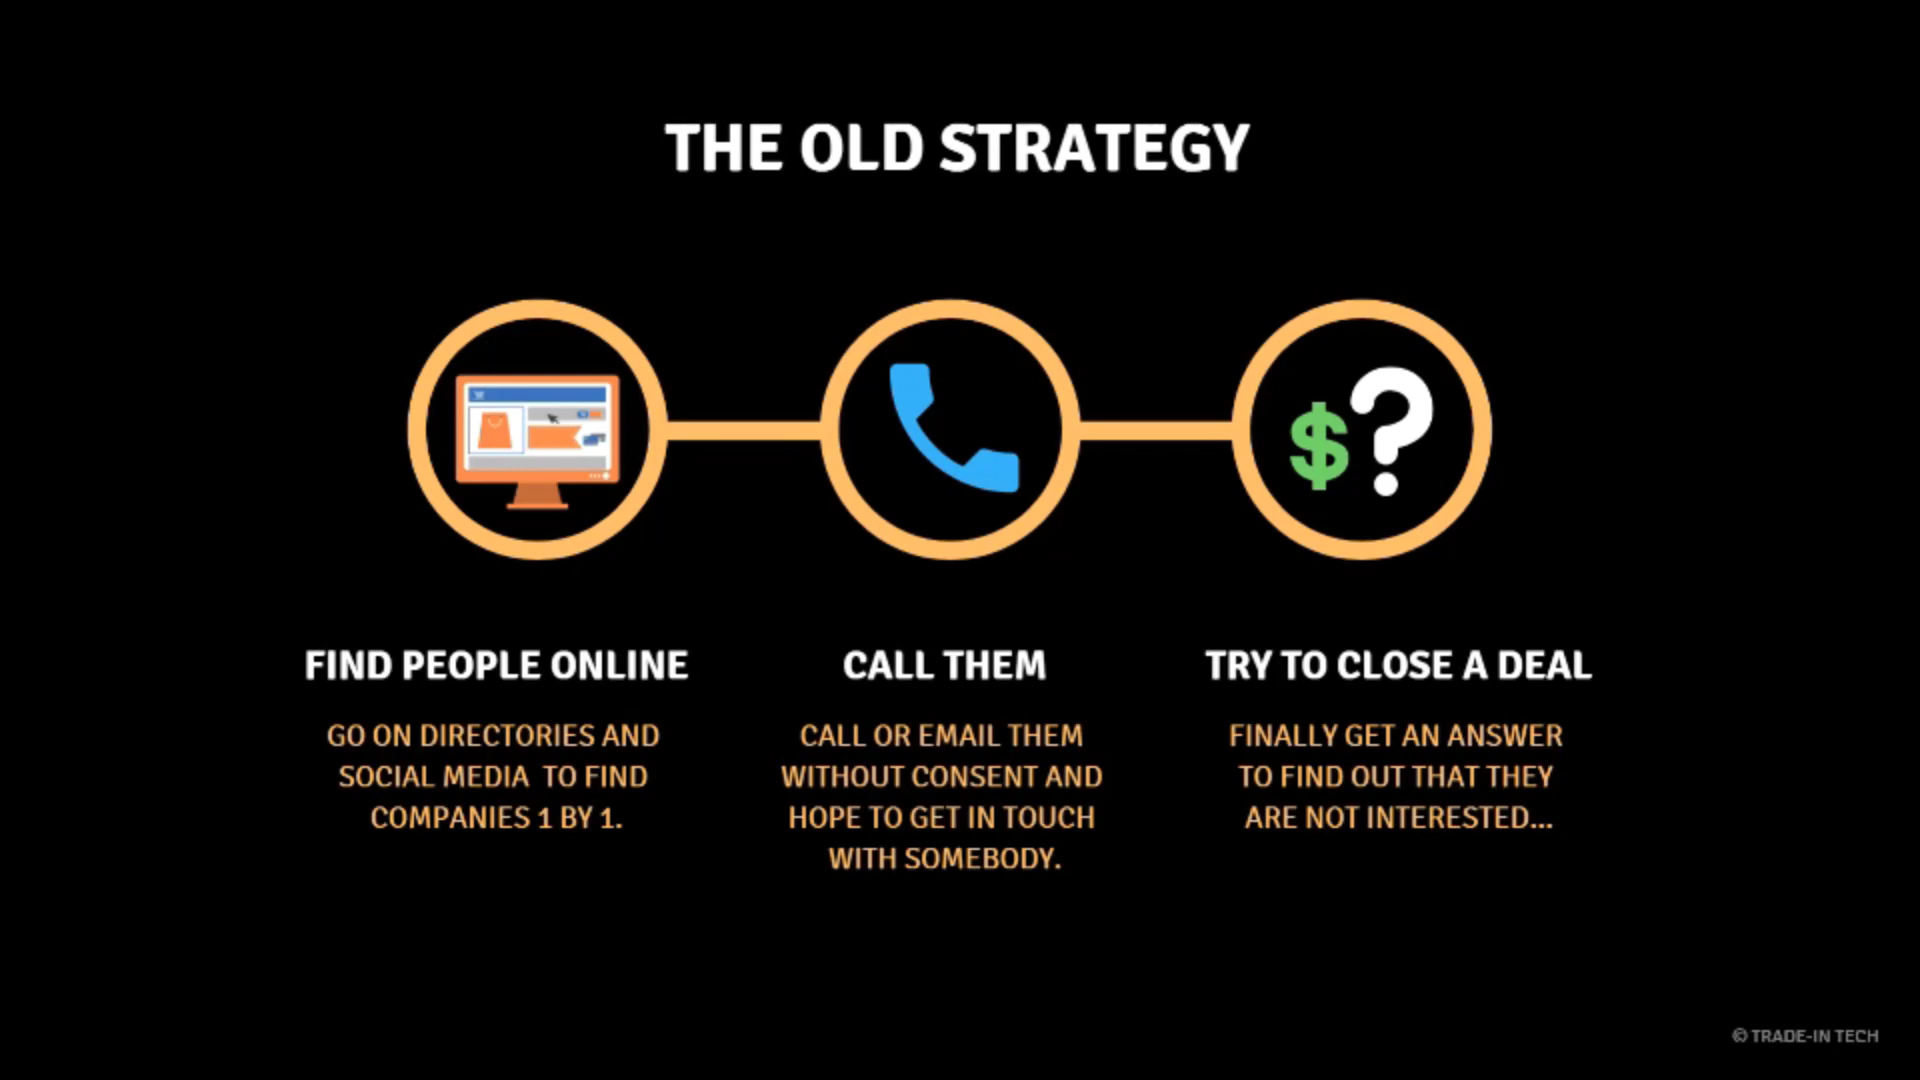 THE OLD STRATEGY
FIND PEOPLE ONLINE
GO ON DIRECTORIES AND
SOCIAL MEDIA TO FIND
COMPANIES 1 BY 1.
CALL THEM
CALL OR EMAIL THEM
WITHOUT CONSENT AND
HOPE TO GET IN TOUCH
WITH SOMEBODY.
TRY TO CLOSE A DEAL
FINALLY GET AN ANSWER
TO FIND OUT THAT THEY
ARE NOT INTERESTED...
$?
© TRADE-IN TECH